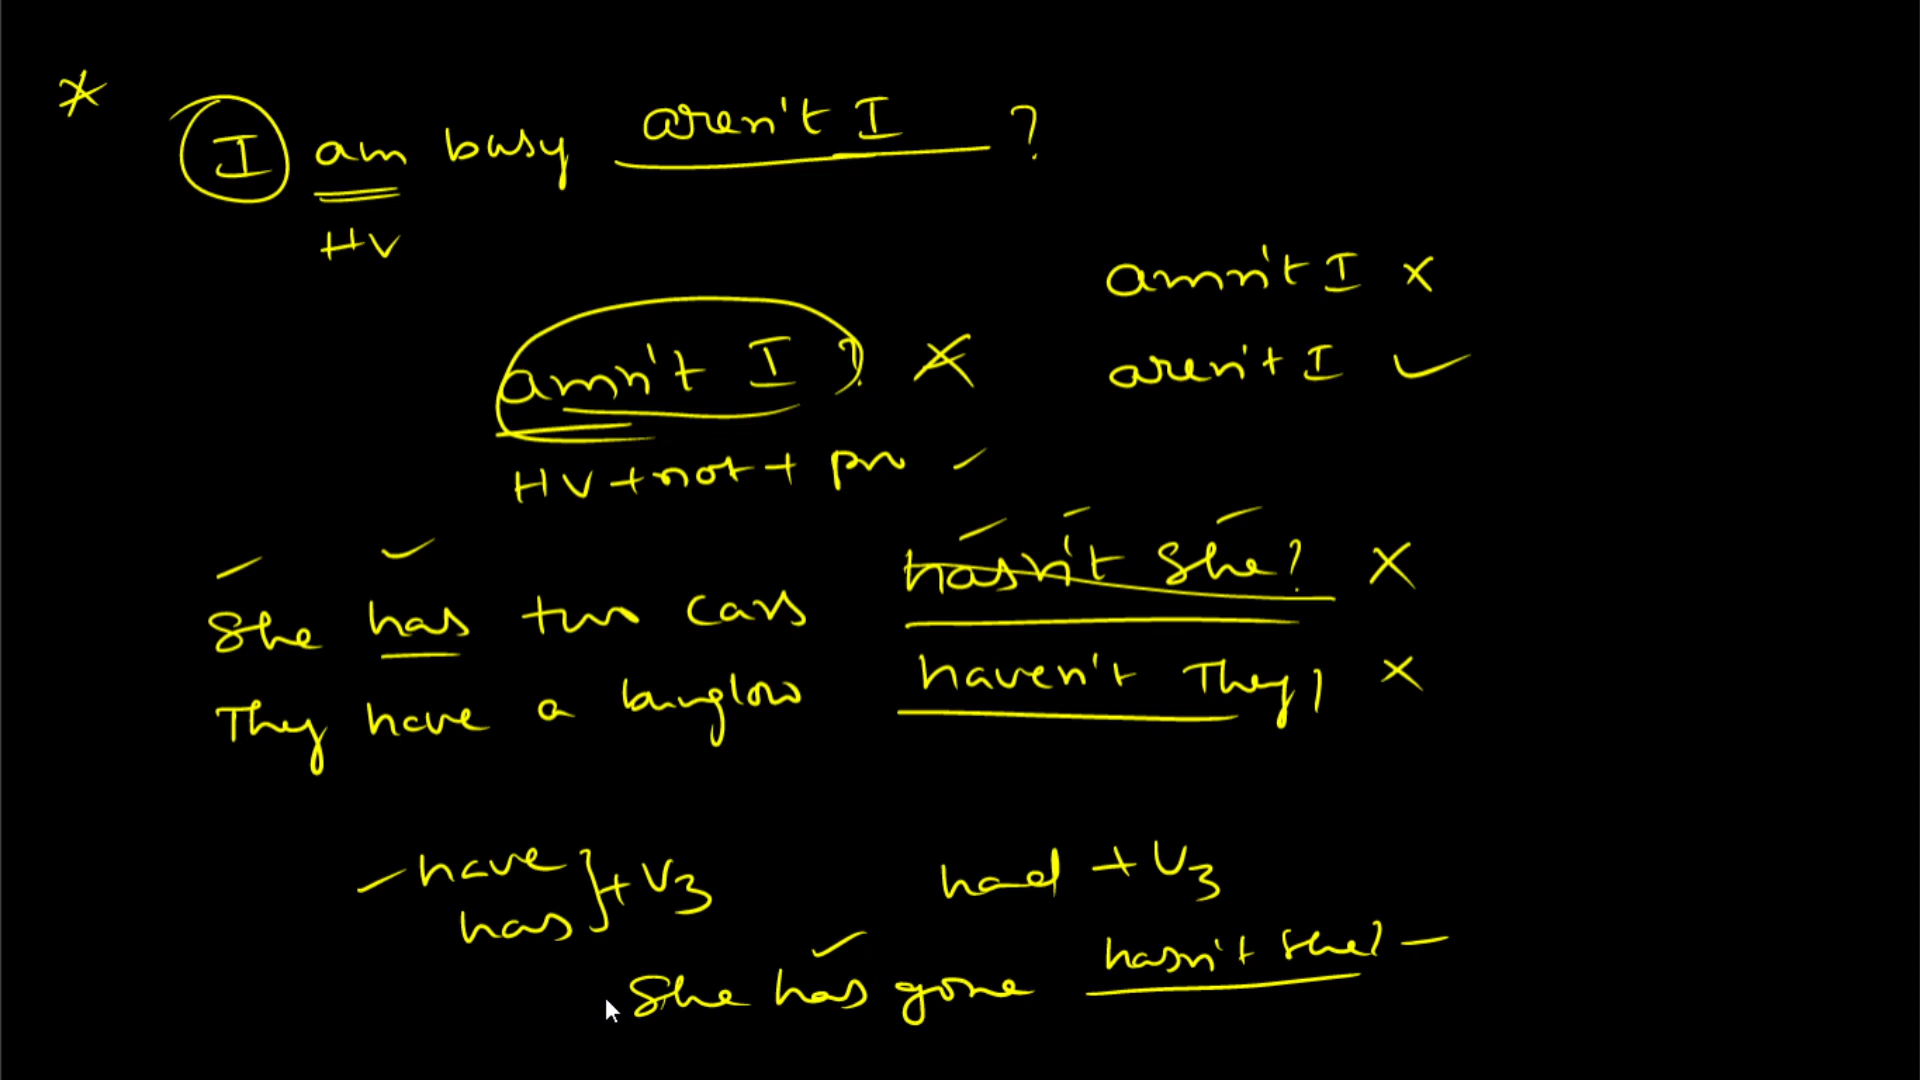 * I am busy aren't I ?
HV
amn't I X
aren't I ✓
amn't I ? X
HV + not + pro
She has two cars hasn't she? X
They have a banglow haven't They? X
have
has } + V3
had + V3
She has gone hasn't she?